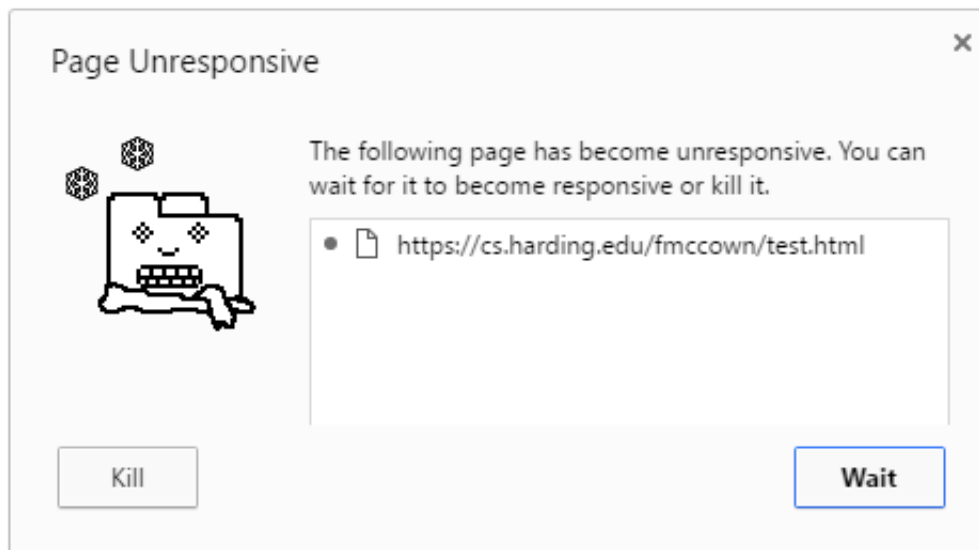 Page Unresponsive
The following page has become unresponsive. You can
wait for it to become responsive or kill it.
https://cs.harding.edu/fmccown/test.html
Kill
Wait